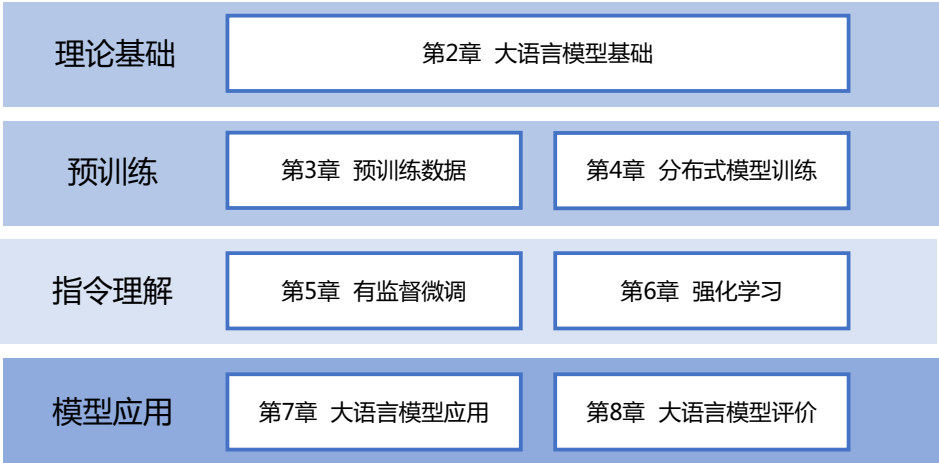 理论基础
第2章 大语言模型基础
预训练
第3章 预训练数据
第4章 分布式模型训练
指令理解
第5章 有监督微调
第6章 强化学习
模型应用
第7章 大语言模型应用
第8章 大语言模型评价